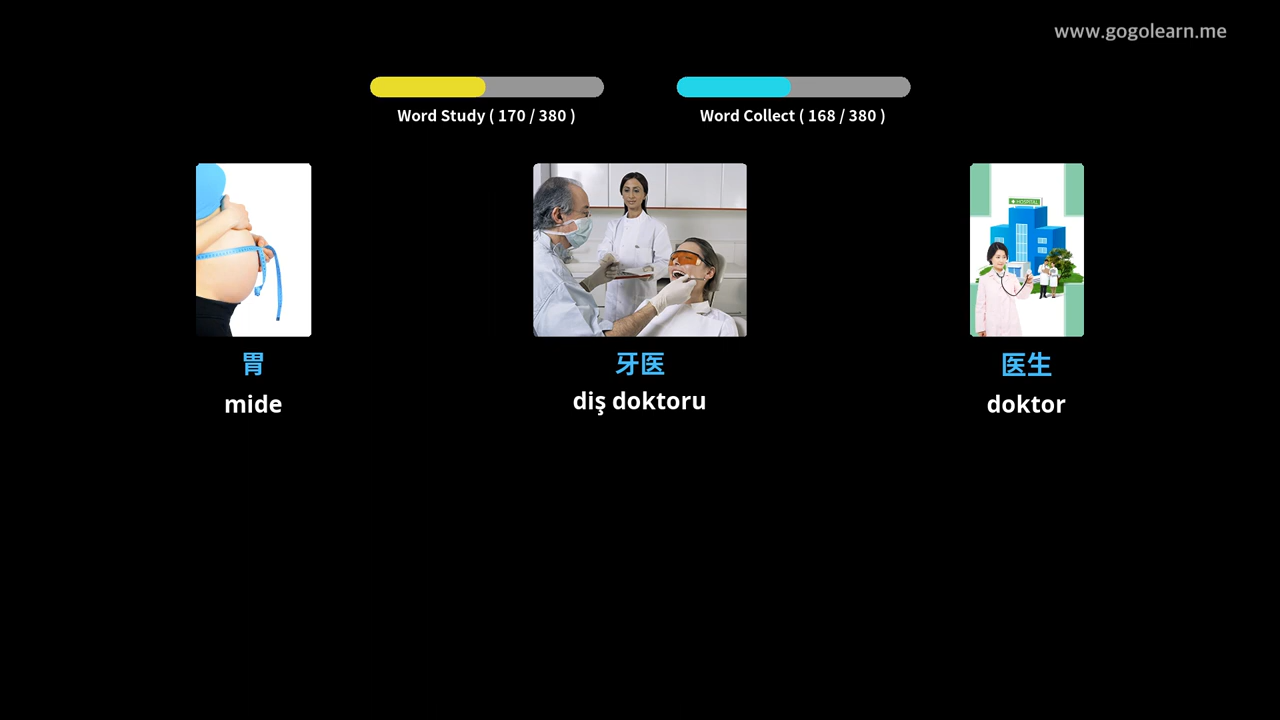 www.gogolearn.me
Word Study ( 170 / 380 )
Word Collect ( 168 / 380 )
HOSPITAL
胃
牙医
医生
mide
diş doktoru
doktor